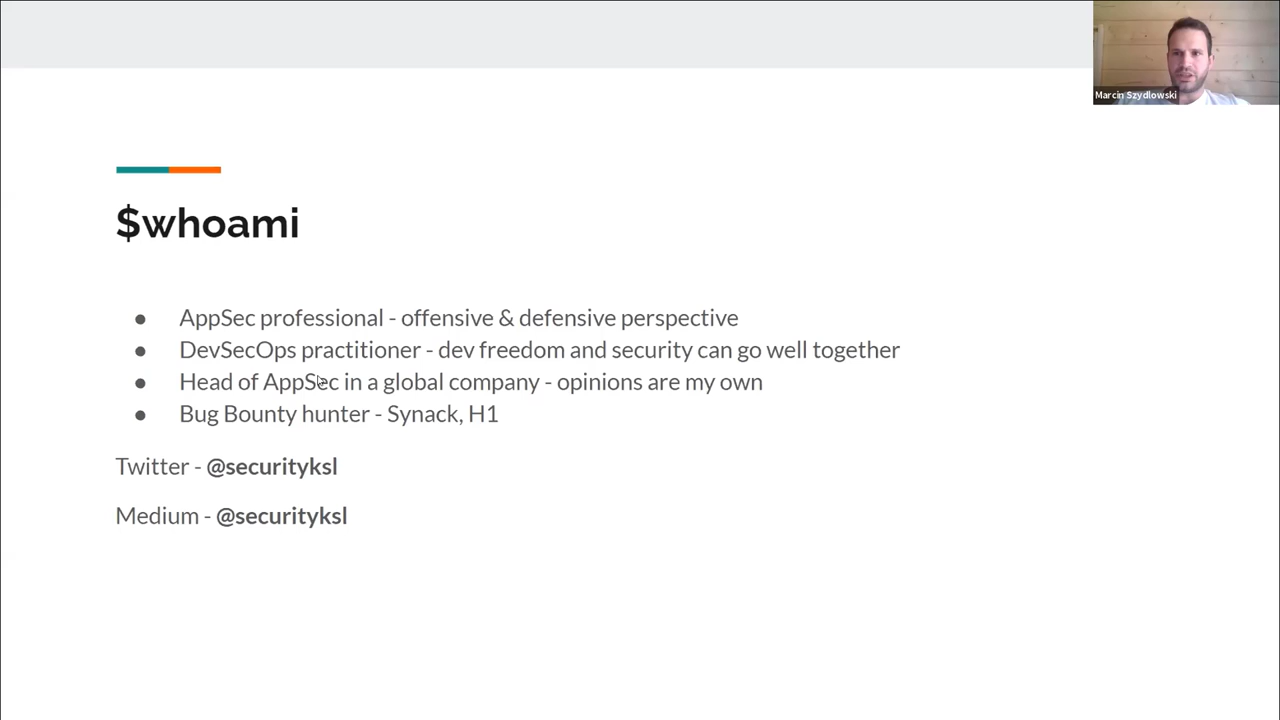 Marcin Szydlowski
$whoami
● AppSec professional - offensive & defensive perspective
● DevSecOps practitioner - dev freedom and security can go well together
● Head of AppSec in a global company - opinions are my own
● Bug Bounty hunter - Synack, H1
Twitter - @securityksl
Medium - @securityksl